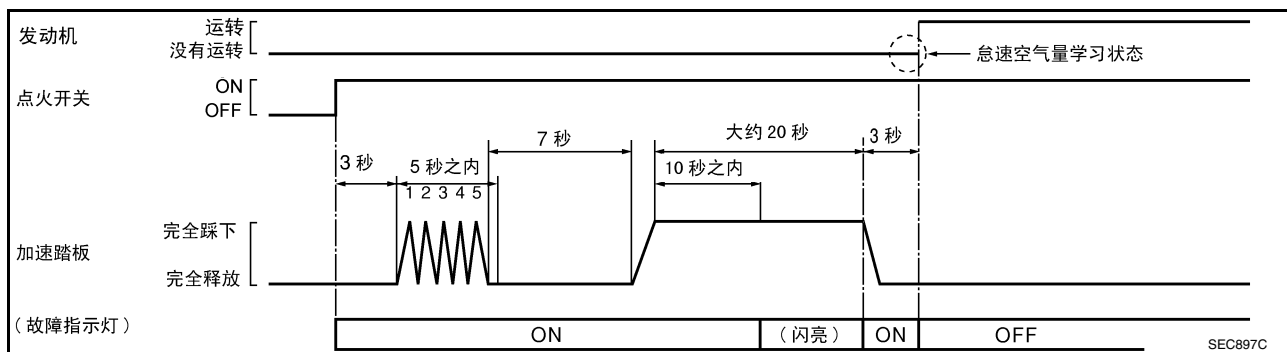 发动机
运转
没有运转
怠速空气量学习状态
点火开关
ON
OFF
3 秒
5 秒之内
7 秒
大约 20 秒
3 秒
10 秒之内
1 2 3 4 5
加速踏板
完全踩下
完全释放
（故障指示灯）
ON
（闪亮）
ON
OFF
SEC897C